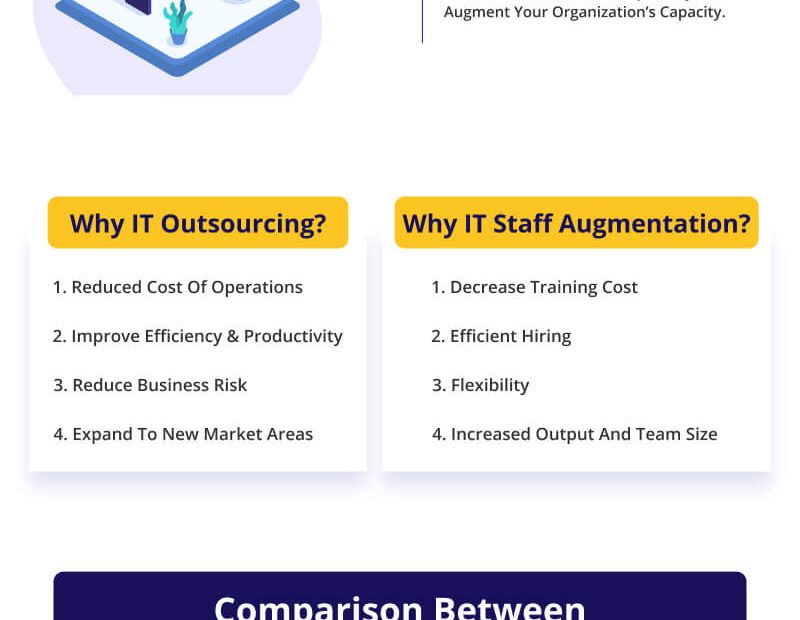 Augment Your Organization's Capacity.
Why IT Outsourcing?
1. Reduced Cost Of Operations
2. Improve Efficiency & Productivity
3. Reduce Business Risk
4. Expand To New Market Areas
Why IT Staff Augmentation?
1. Decrease Training Cost
2. Efficient Hiring
3. Flexibility
4. Increased Output And Team Size
Comparison Between